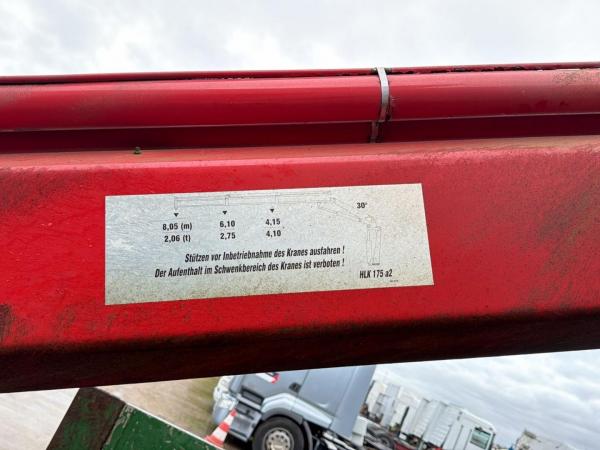 30°
8,05 (m) 6,10 4,15
2,06 (t) 2,75 4,10
Stützen vor Inbetriebnahme des Kranes ausfahren !
Der Aufenthalt im Schwenkbereich des Kranes ist verboten !
HLK 175 a2